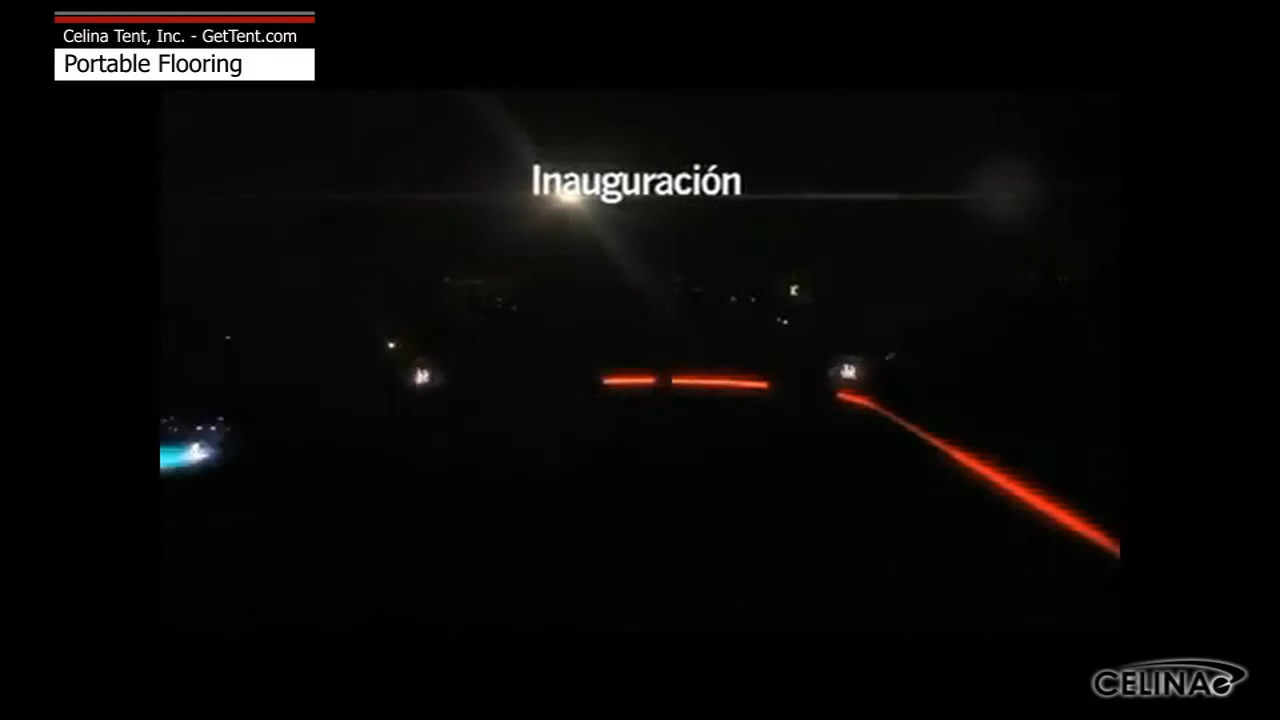 Celina Tent, Inc. - GetTent.com
Portable Flooring
Inauguración
CELINA